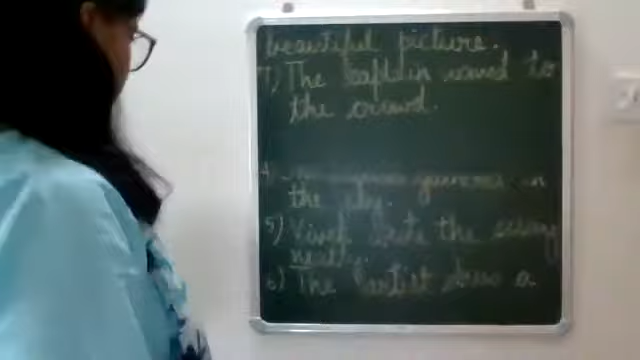 beautiful picture.
7) The captain waved to
the crowd.
4
the sky.
5) Vivek wrote the essay
neatly.
6) The artist drew a